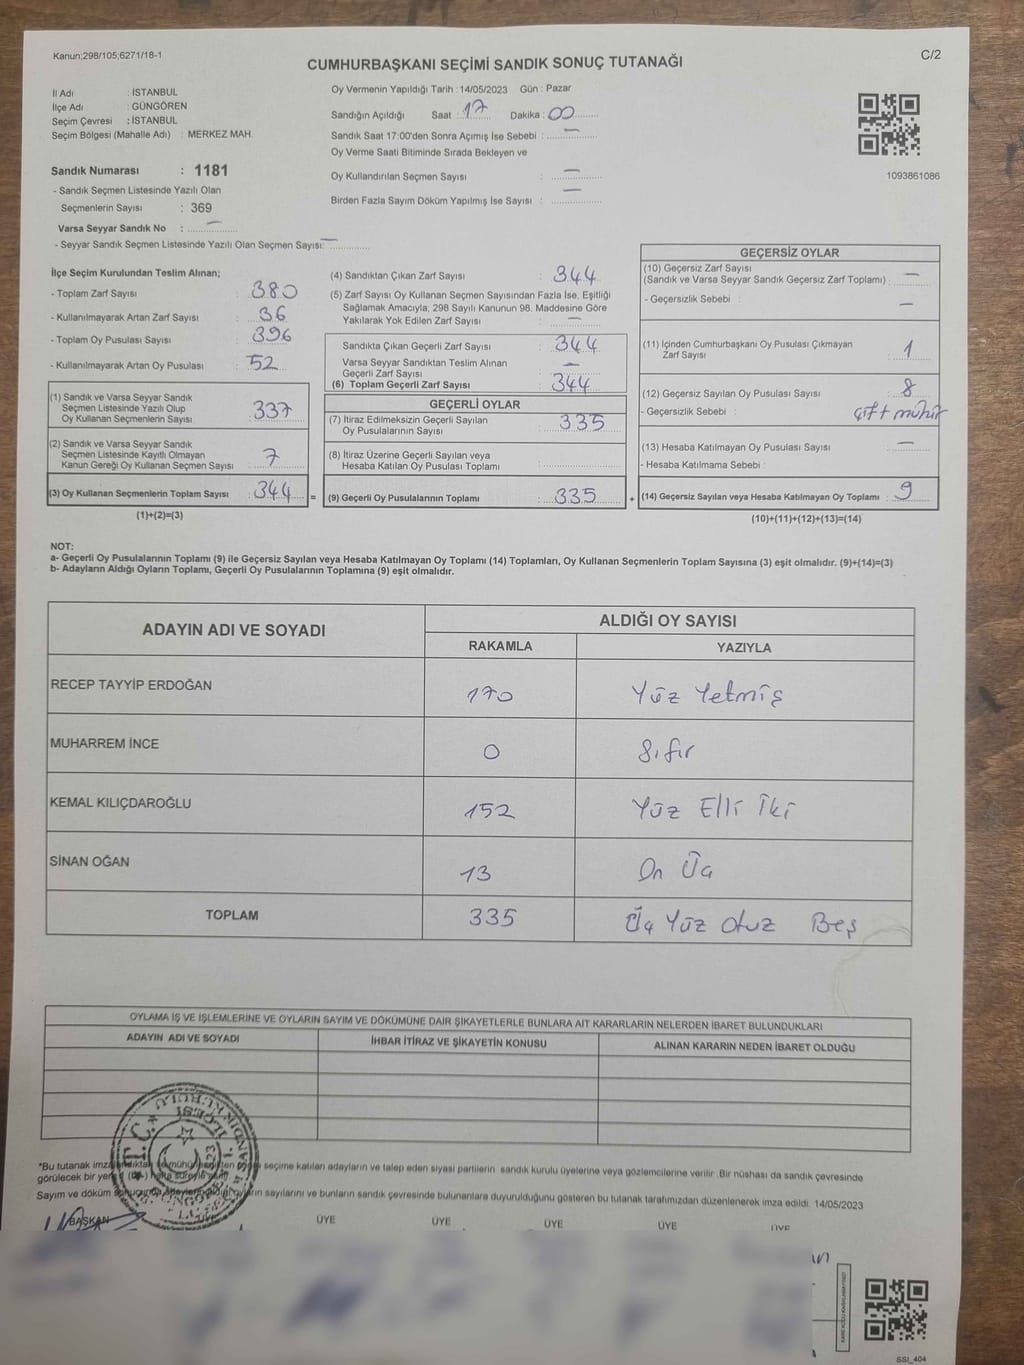 Kanun:298/105;6271/18-1
C/2
CUMHURBAŞKANI SEÇİMİ SANDIK SONUÇ TUTANAĞI
İl Adı : İSTANBUL
İlçe Adı : GÜNGÖREN
Seçim Çevresi : İSTANBUL
Seçim Bölgesi (Mahalle Adı) : MERKEZ MAH.
Sandık Numarası : 1181
- Sandık Seçmen Listesinde Yazılı Olan
Seçmenlerin Sayısı : 369
Varsa Seyyar Sandık No : —
- Seyyar Sandık Seçmen Listesinde Yazılı Olan Seçmen Sayısı: —
Oy Vermenin Yapıldığı Tarih : 14/05/2023 Gün : Pazar
Sandığın Açıldığı Saat : 17 Dakika : 00
Sandık Saat 17:00'den Sonra Açımış İse Sebebi : —
Oy Verme Saati Bitiminde Sırada Bekleyen ve
Oy Kullandırılan Seçmen Sayısı : —
Birden Fazla Sayım Döküm Yapılmış İse Sayısı : —
1093861086
İlçe Seçim Kurulundan Teslim Alınan;
- Toplam Zarf Sayısı : 380
- Kullanılmayarak Artan Zarf Sayısı : 36
- Toplam Oy Pusulası Sayısı : 396
- Kullanılmayarak Artan Oy Pusulası : 52
(1) Sandık ve Varsa Seyyar Sandık
Seçmen Listesinde Yazılı Olup
Oy Kullanan Seçmenlerin Sayısı : 337
(2) Sandık ve Varsa Seyyar Sandık
Seçmen Listesinde Kayıtlı Olmayan
Kanun Gereği Oy Kullanan Seçmen Sayısı : 7
(3) Oy Kullanan Seçmenlerin Toplam Sayısı : 344
(1)+(2)=(3)
(4) Sandıktan Çıkan Zarf Sayısı : 344
(5) Zarf Sayısı Oy Kullanan Seçmen Sayısından Fazla İse, Eşitliği
Sağlamak Amacıyla, 298 Sayılı Kanunun 98. Maddesine Göre
Yakılarak Yok Edilen Zarf Sayısı : —
Sandıkta Çıkan Geçerli Zarf Sayısı : 344
Varsa Seyyar Sandıktan Teslim Alınan
Geçerli Zarf Sayısı : —
(6) Toplam Geçerli Zarf Sayısı : 344
GEÇERLİ OYLAR
(7) İtiraz Edilmeksizin Geçerli Sayılan
Oy Pusulalarının Sayısı : 335
(8) İtiraz Üzerine Geçerli Sayılan veya
Hesaba Katılan Oy Pusulası Toplamı :
= (9) Geçerli Oy Pusulalarının Toplamı : 335
GEÇERSİZ OYLAR
(10) Geçersiz Zarf Sayısı
(Sandık ve Varsa Seyyar Sandık Geçersiz Zarf Toplamı) : —
- Geçersizlik Sebebi : —
(11) İçinden Cumhurbaşkanı Oy Pusulası Çıkmayan
Zarf Sayısı : 1
(12) Geçersiz Sayılan Oy Pusulası Sayısı : 8
- Geçersizlik Sebebi : çift mühür
(13) Hesaba Katılmayan Oy Pusulası Sayısı : —
- Hesaba Katılmama Sebebi :
+ (14) Geçersiz Sayılan veya Hesaba Katılmayan Oy Toplamı : 9
(10)+(11)+(12)+(13)=(14)
NOT:
a- Geçerli Oy Pusulalarının Toplamı (9) ile Geçersiz Sayılan veya Hesaba Katılmayan Oy Toplamı (14) Toplamları, Oy Kullanan Seçmenlerin Toplam Sayısına (3) eşit olmalıdır. (9)+(14)=(3)
b- Adayların Aldığı Oyların Toplamı, Geçerli Oy Pusulalarının Toplamına (9) eşit olmalıdır.
ADAYIN ADI VE SOYADI
ALDIĞI OY SAYISI
RAKAMLA YAZIYLA
RECEP TAYYİP ERDOĞAN 170 Yüz Yetmiş
MUHARREM İNCE 0 Sıfır
KEMAL KILIÇDAROĞLU 152 Yüz Elli İki
SİNAN OĞAN 13 On Üç
TOPLAM 335 Üç Yüz Otuz Beş
OYLAMA İŞ VE İŞLEMLERİNE VE OYLARIN SAYIM VE DÖKÜMÜNE DAİR ŞİKAYETLERLE BUNLARA AİT KARARLARIN NELERDEN İBARET BULUNDUKLARI
ADAYIN ADI VE SOYADI İHBAR İTİRAZ VE ŞİKAYETİN KONUSU ALINAN KARARIN NEDEN İBARET OLDUĞU
T.C.
*Bu tutanak seçime katılan adayların ve talep eden siyasi partilerin sandık kurulu üyelerine veya gözlemcilerine verilir. Bir nüshası da sandık çevresinde
görülecek bir yere
Sayım ve döküm sayılarını ve bunların sandık çevresinde bulunanlara duyurulduğunu gösteren bu tutanak tarafımızdan düzenlenerek imza edildi. 14/05/2023
BAŞKAN ÜYE ÜYE ÜYE ÜYE ÜYE ÜYE
SSI_404